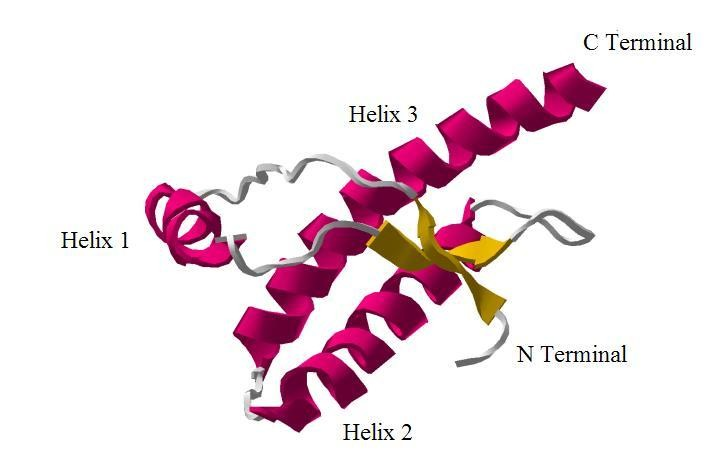 C Terminal
Helix 3
Helix 1
N Terminal
Helix 2